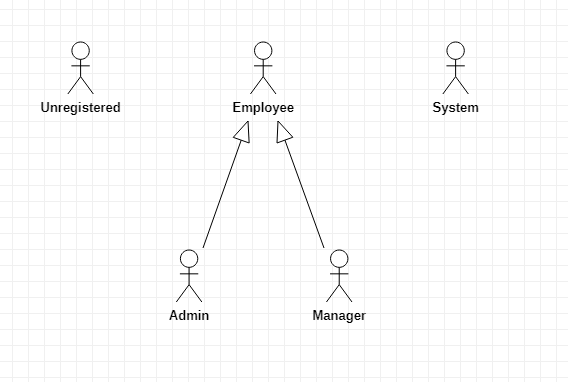 Unregistered
Employee
System
Admin
Manager